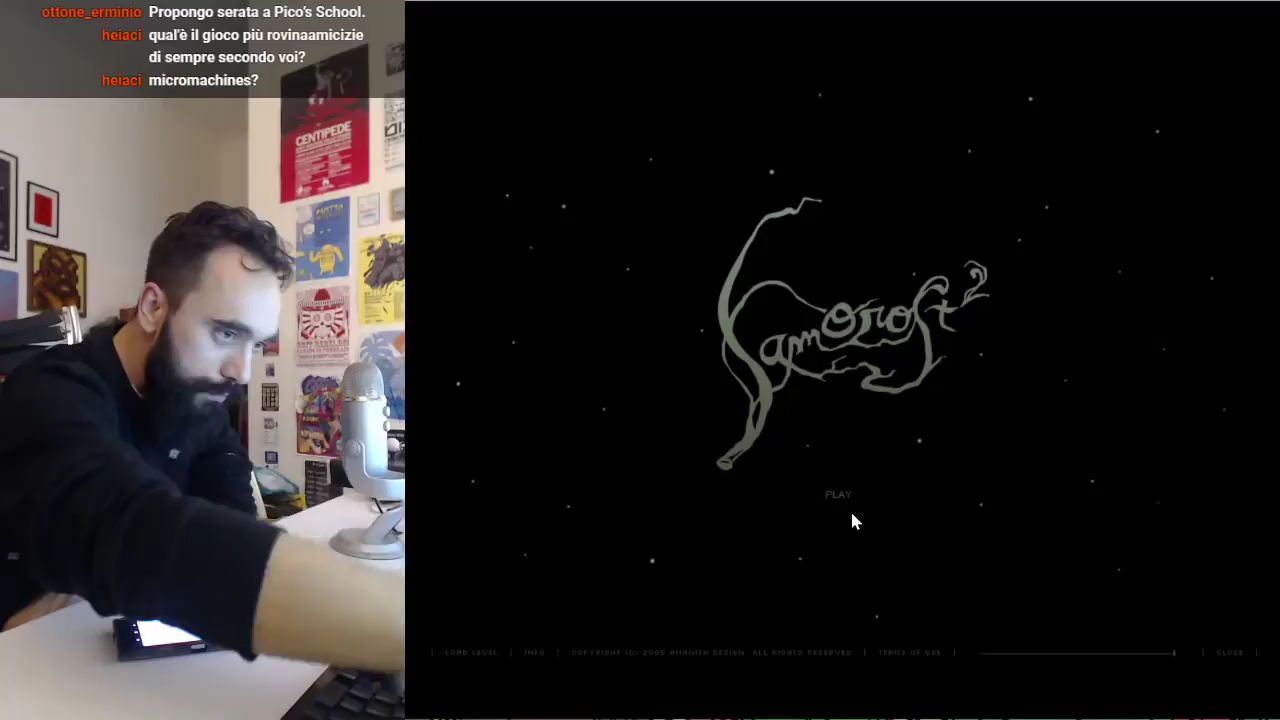 ottone_erminio Propongo serata a Pico's School.
heiaci qual'è il gioco più rovinaamicizie
di sempre secondo voi?
heiaci micromachines?
CENTIPEDE
Samorost 2
PLAY
| LOAD LEVEL | INFO | COPYRIGHT (C) 2005 AMANITA DESIGN ALL RIGHTS RESERVED | TERMS OF USE | | CLOSE |